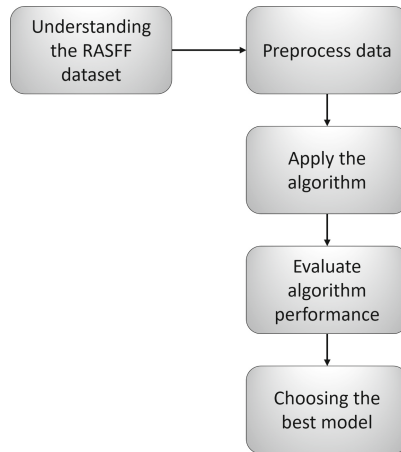 Understanding
the RASFF
dataset
Preprocess data
Apply the
algorithm
Evaluate
algorithm
performance
Choosing the
best model